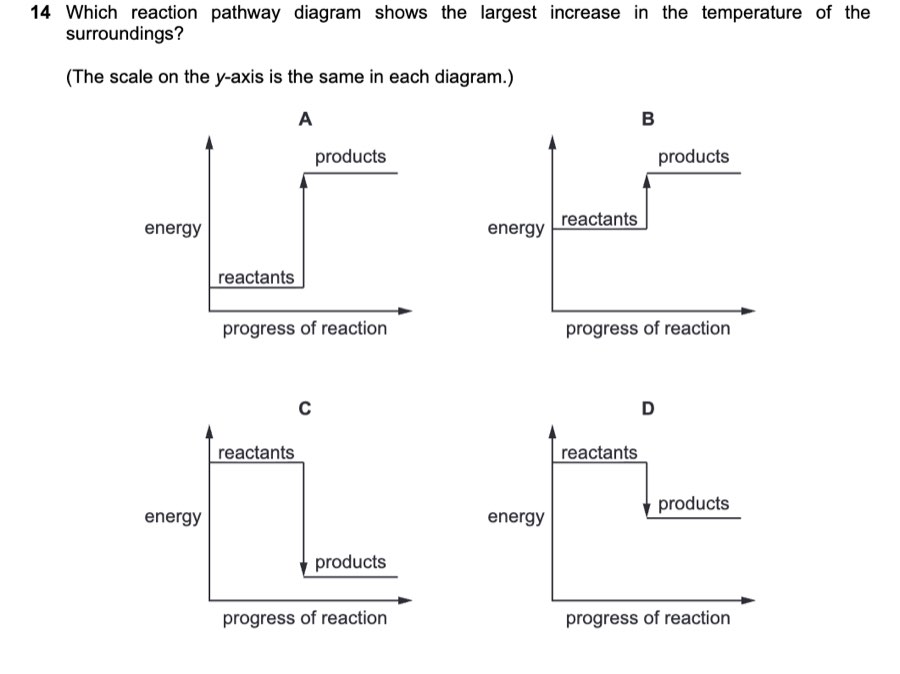 14 Which reaction pathway diagram shows the largest increase in the temperature of the
surroundings?
(The scale on the y-axis is the same in each diagram.)
A
products
energy
reactants
progress of reaction
B
products
reactants
energy
progress of reaction
C
reactants
energy
products
progress of reaction
D
reactants
products
energy
progress of reaction